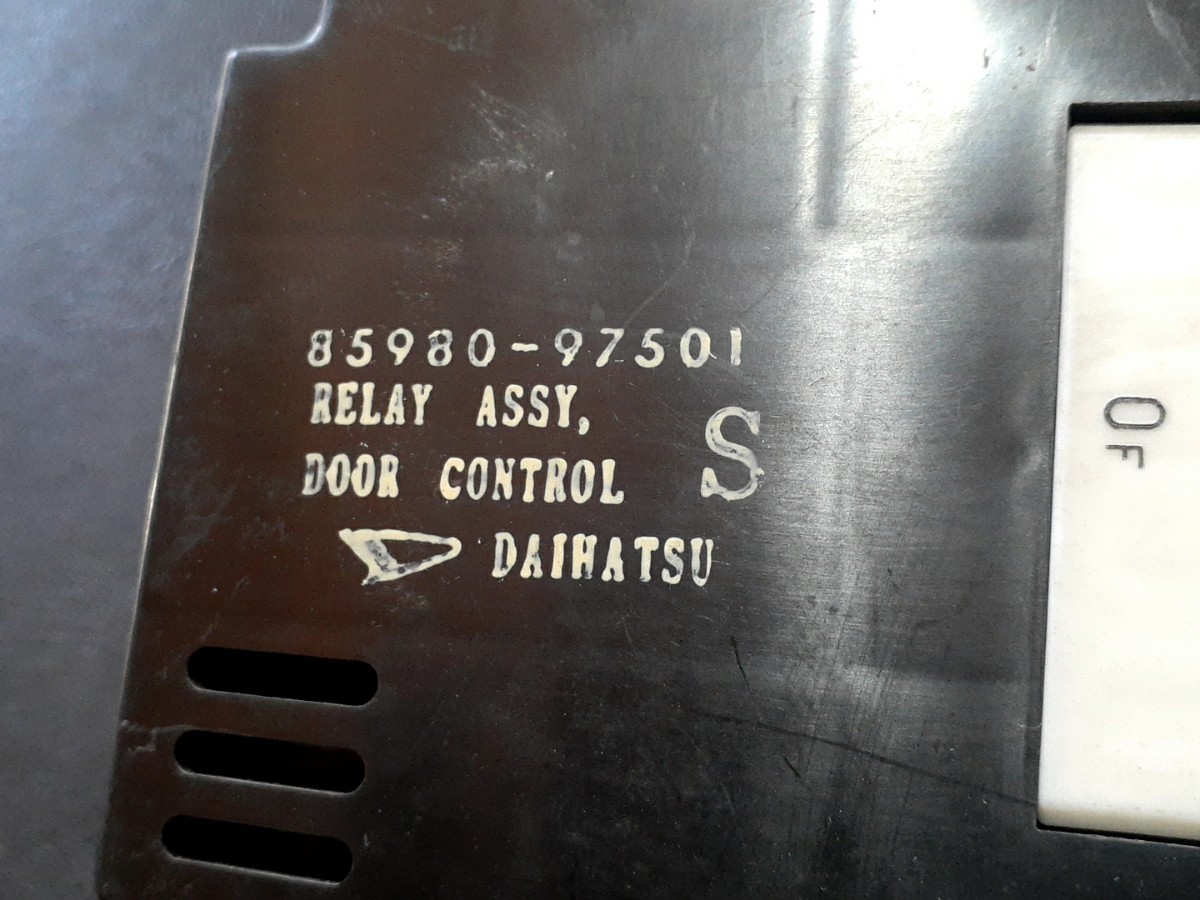 85980-97501
RELAY ASSY,
DOOR CONTROL S
DAIHATSU
OF